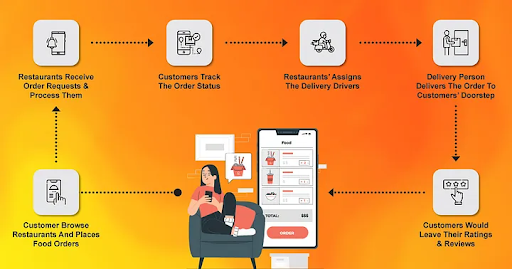 Restaurants Receive
Order Requests &
Process Them
Customers Track
The Order Status
Restaurants' Assigns
The Delivery Drivers
Delivery Person
Delivers The Order To
Customers' Doorstep
Customer Browse
Restaurants And Places
Food Orders
Food
TOTAL:
$$$
ORDER
Customers Would
Leave Their Ratings
& Reviews